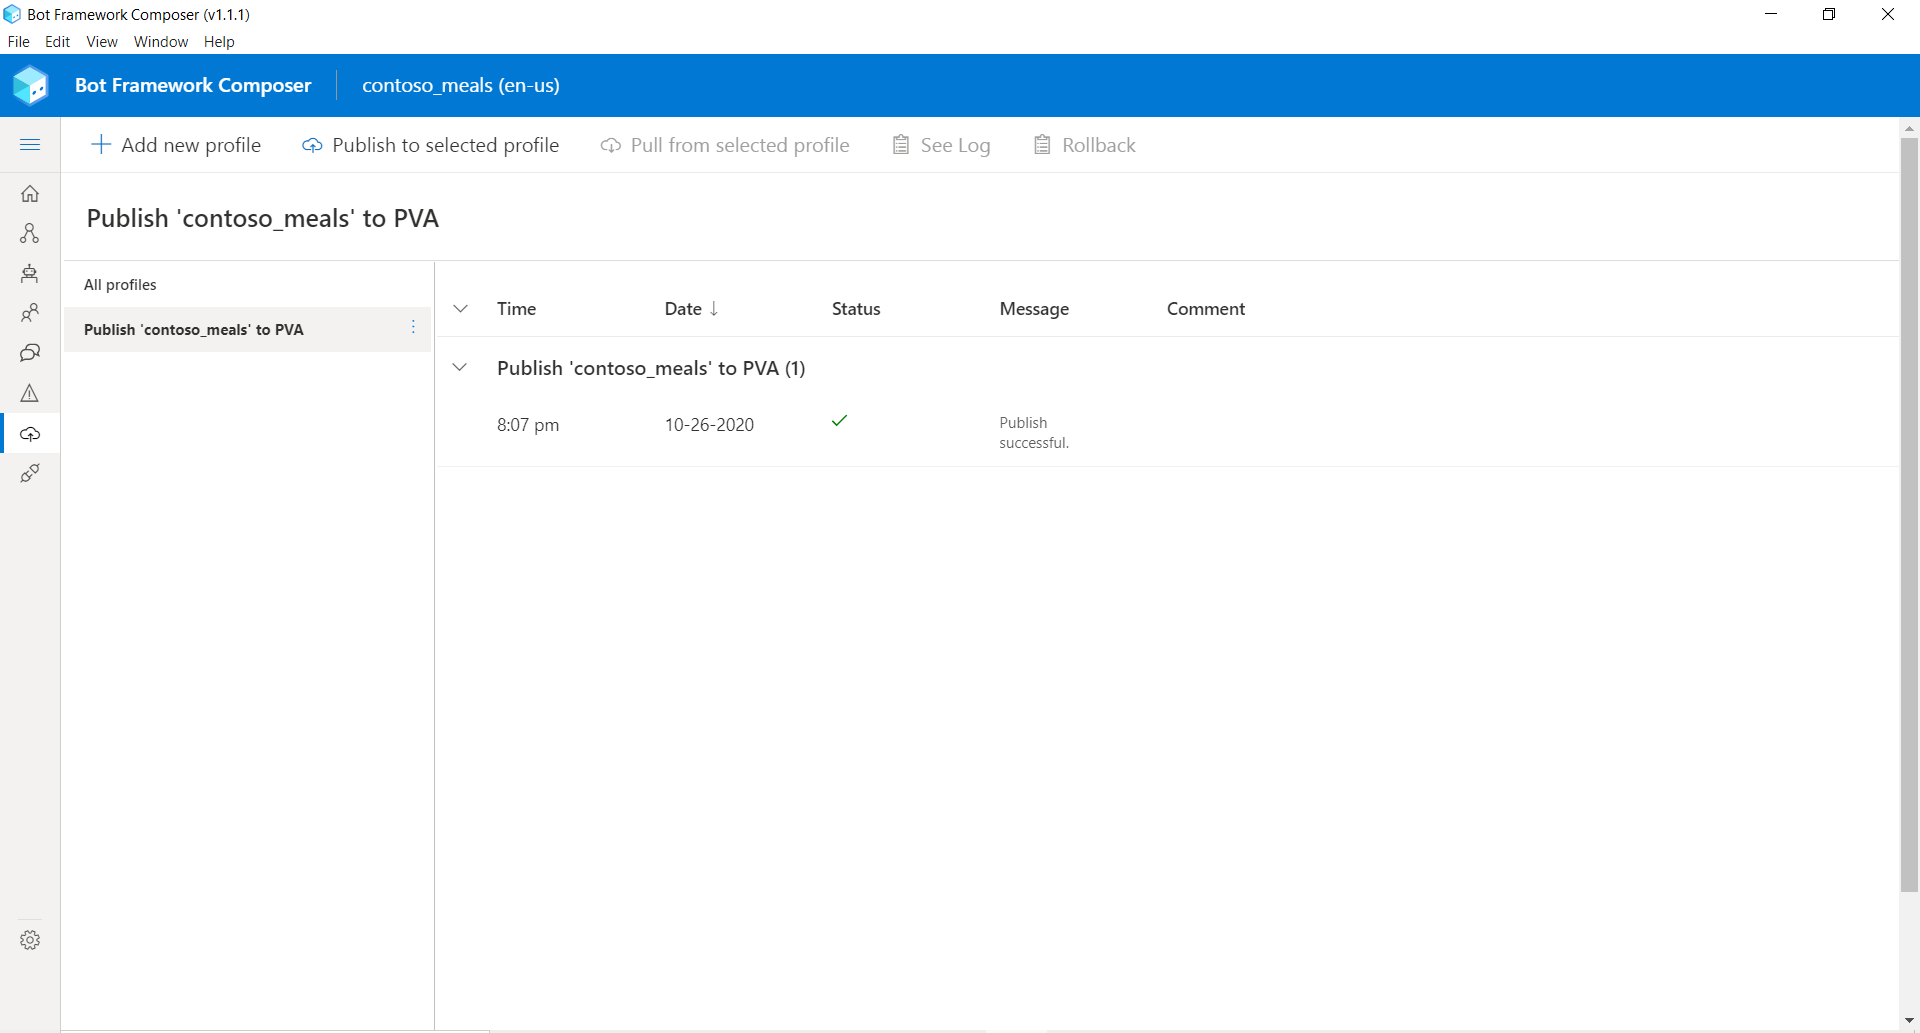 Bot Framework Composer (v1.1.1)
File Edit View Window Help
Bot Framework Composer contoso_meals (en-us)
Add new profile Publish to selected profile Pull from selected profile See Log Rollback
Publish 'contoso_meals' to PVA
All profiles
Publish 'contoso_meals' to PVA
Time Date ↓ Status Message Comment
Publish 'contoso_meals' to PVA (1)
8:07 pm 10-26-2020 Publish
successful.